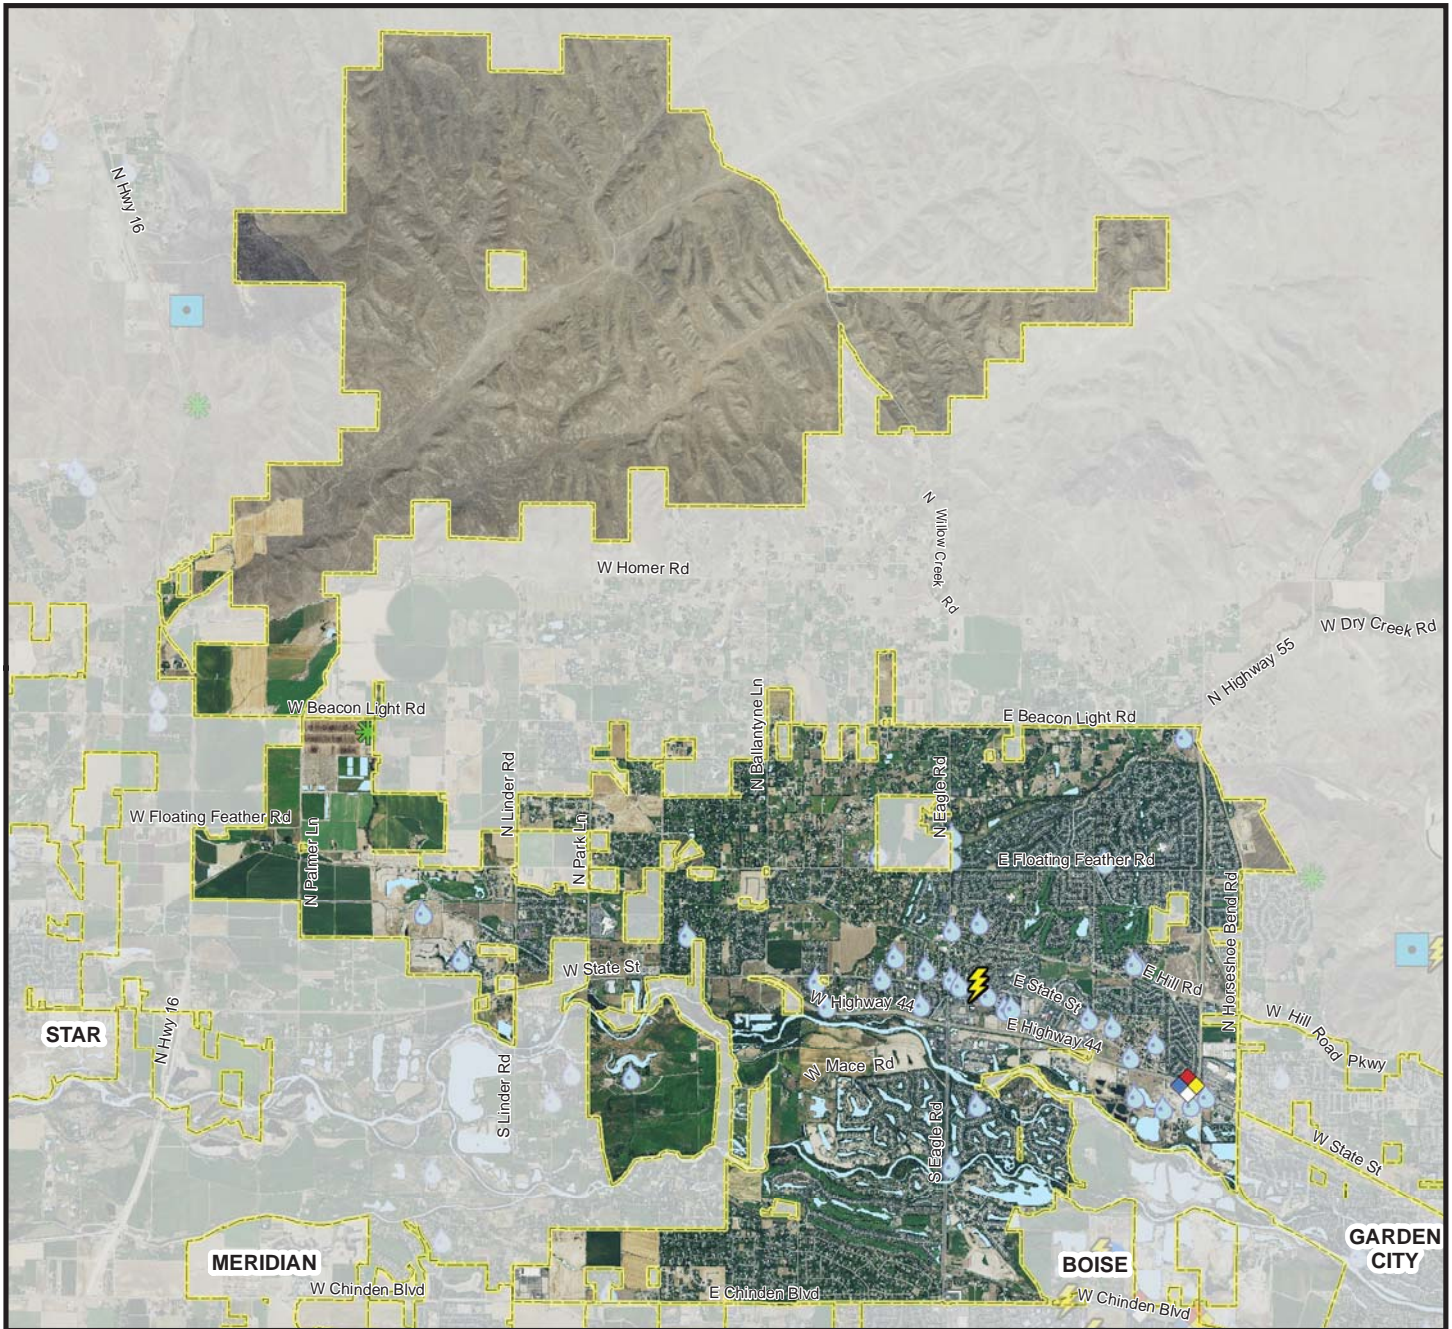 N Hwy 16
N Willow Creek Rd
W Homer Rd
W Dry Creek Rd
N Highway 55
W Beacon Light Rd
E Beacon Light Rd
N Ballantyne Ln
N Linder Rd
N Eagle Rd
W Floating Feather Rd
N Palmer Ln
N Park Ln
E Floating Feather Rd
N Horseshoe Bend Rd
W State St
E Hill Rd
E State St
W Highway 44
E Highway 44
W Hill Road Pkwy
STAR
N Hwy 16
W Mace Rd
S Linder Rd
S Eagle Rd
W State St
MERIDIAN
BOISE
GARDEN
CITY
W Chinden Blvd
E Chinden Blvd
W Chinden Blvd